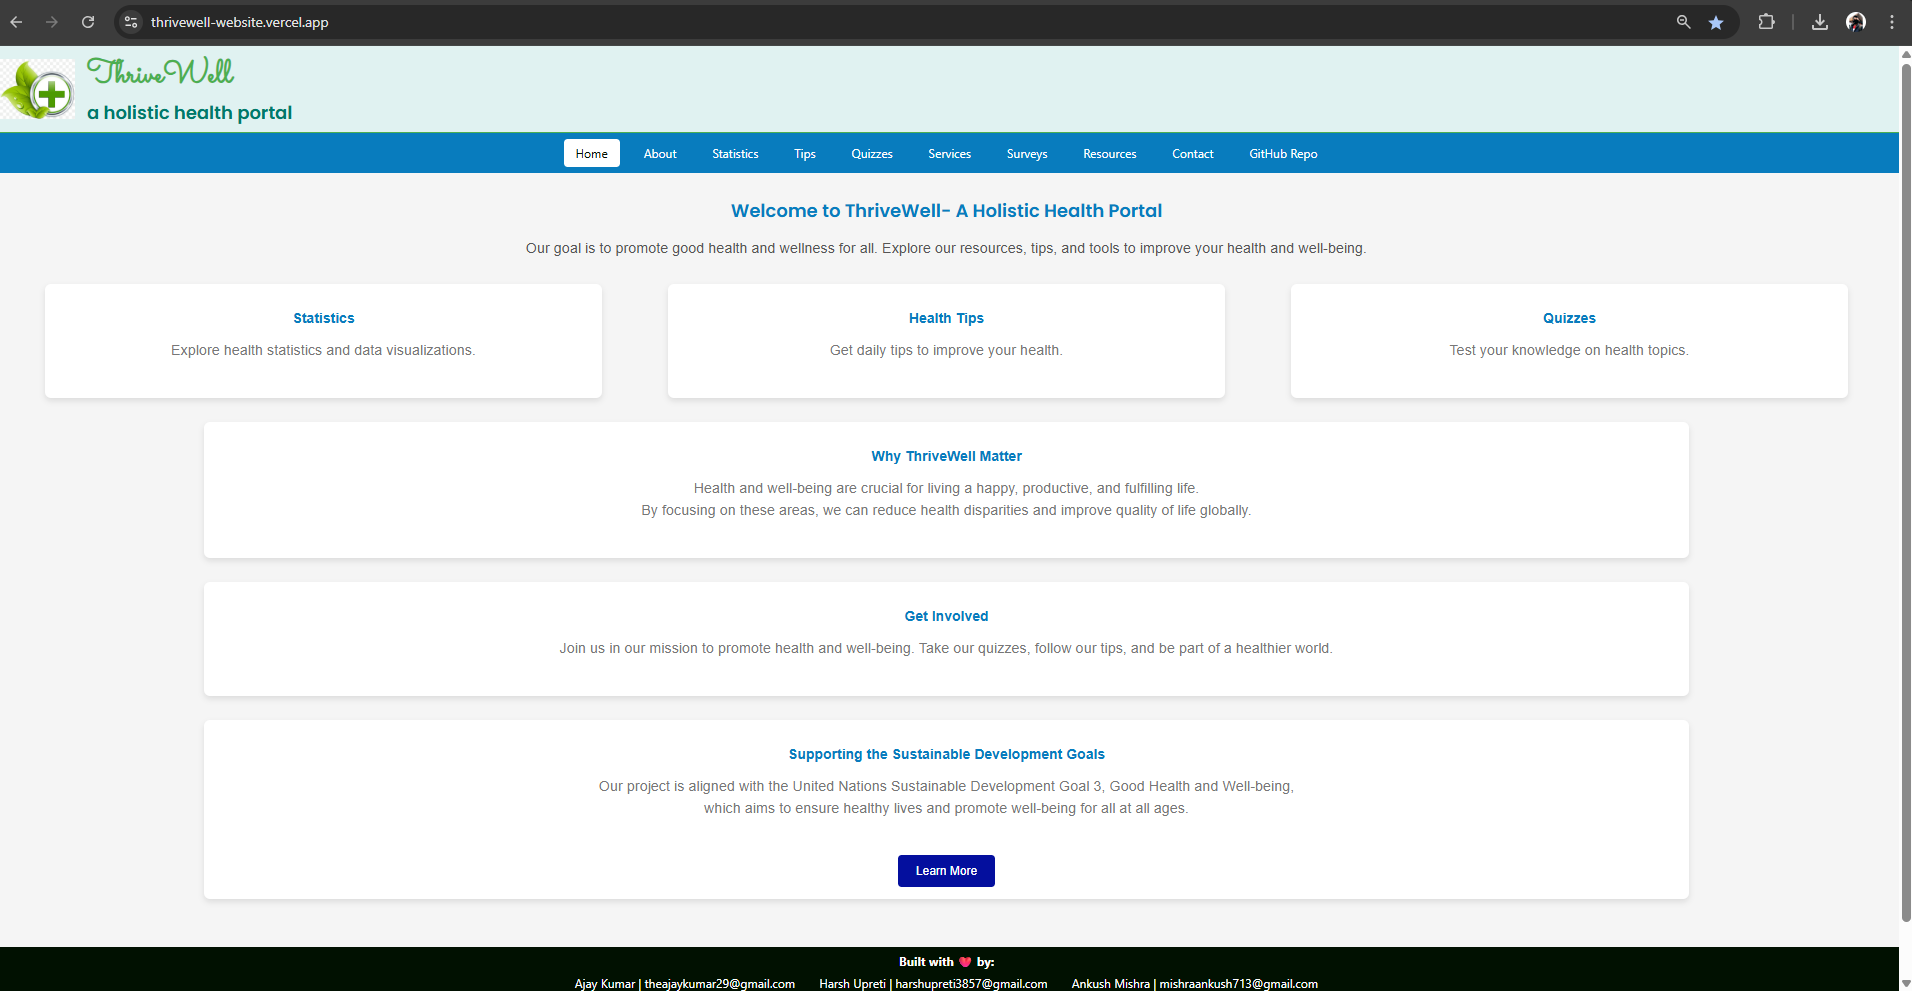 thrivewell-website.vercel.app
ThriveWell
a holistic health portal
Home About Statistics Tips Quizzes Services Surveys Resources Contact GitHub Repo
Welcome to ThriveWell- A Holistic Health Portal
Our goal is to promote good health and wellness for all. Explore our resources, tips, and tools to improve your health and well-being.
Statistics
Explore health statistics and data visualizations.
Health Tips
Get daily tips to improve your health.
Quizzes
Test your knowledge on health topics.
Why ThriveWell Matter
Health and well-being are crucial for living a happy, productive, and fulfilling life.
By focusing on these areas, we can reduce health disparities and improve quality of life globally.
Get Involved
Join us in our mission to promote health and well-being. Take our quizzes, follow our tips, and be part of a healthier world.
Supporting the Sustainable Development Goals
Our project is aligned with the United Nations Sustainable Development Goal 3, Good Health and Well-being,
which aims to ensure healthy lives and promote well-being for all at all ages.
Learn More
Built with ❤ by:
Ajay Kumar | theajaykumar29@gmail.com Harsh Upreti | harshupreti3857@gmail.com Ankush Mishra | mishraankush713@gmail.com